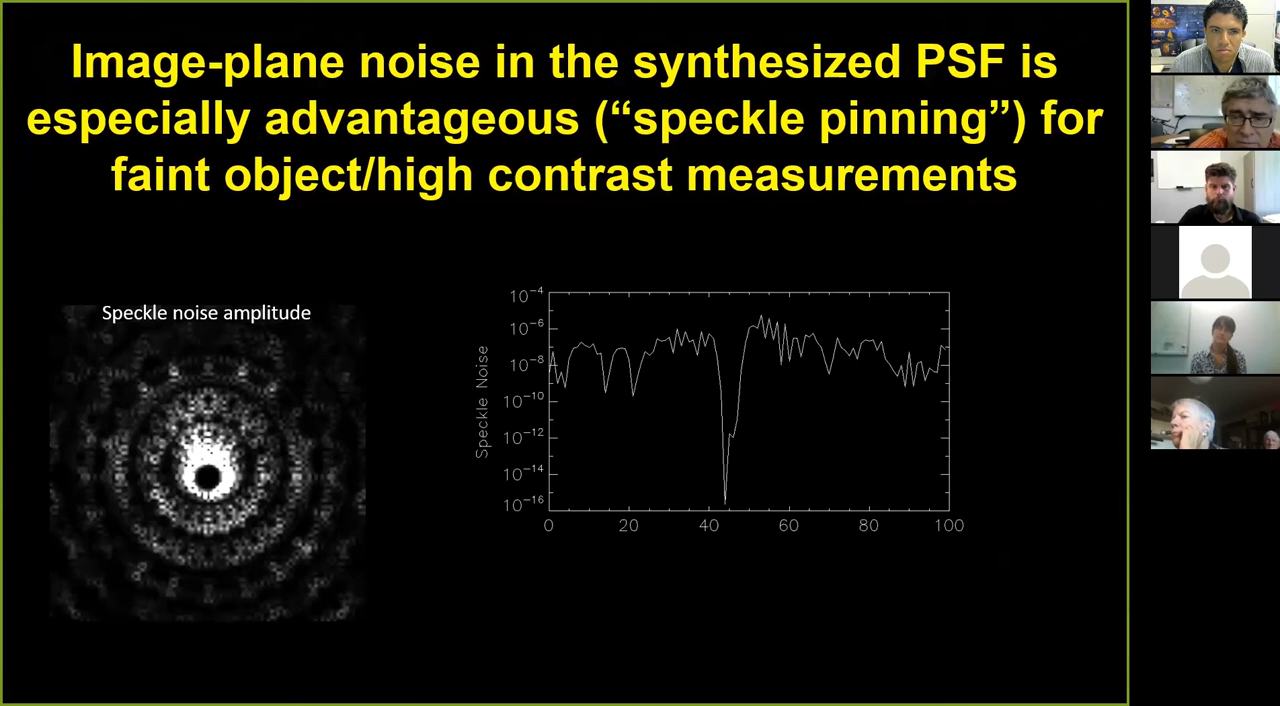 Image-plane noise in the synthesized PSF is
especially advantageous (“speckle pinning”) for
faint object/high contrast measurements
Speckle noise amplitude
Speckle Noise
10⁻⁴
10⁻⁶
10⁻⁸
10⁻¹⁰
10⁻¹²
10⁻¹⁴
10⁻¹⁶
0 20 40 60 80 100